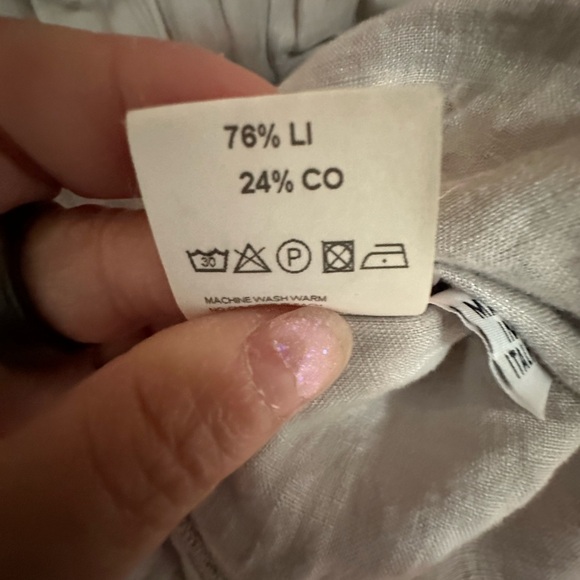 76% LI
24% CO
30 P
MACHINE WASH WARM